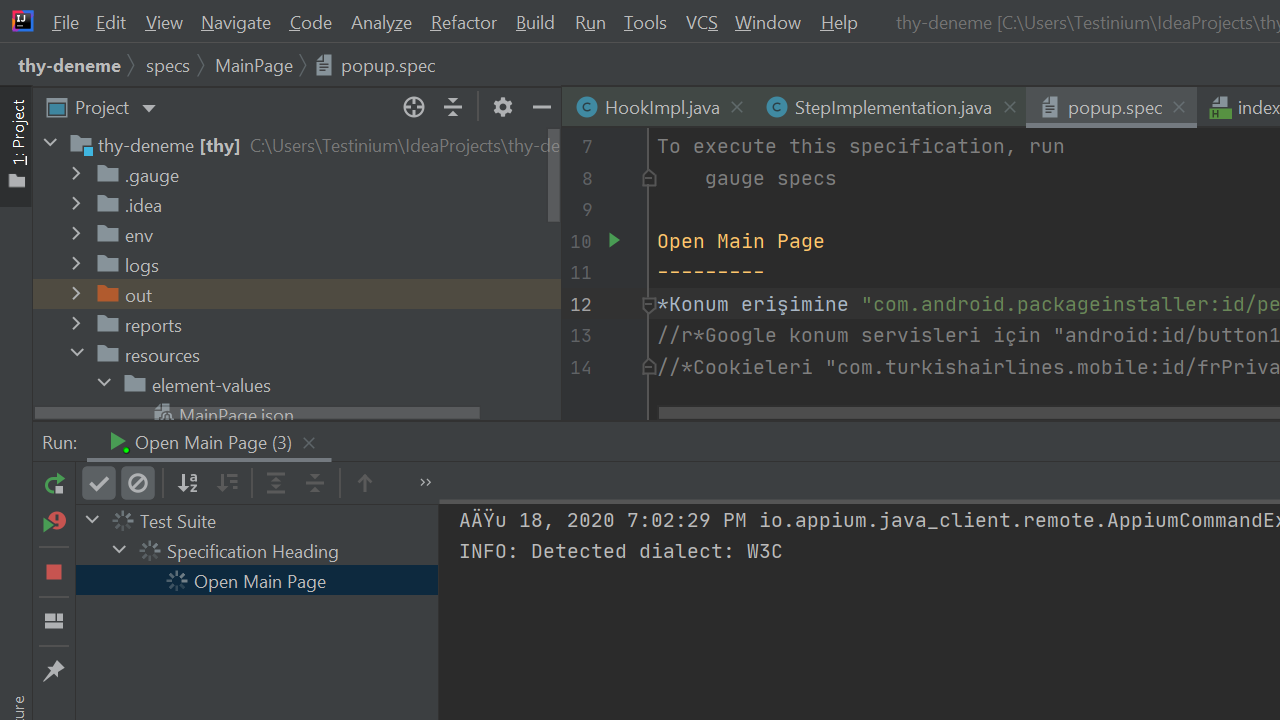 File Edit View Navigate Code Analyze Refactor Build Run Tools VCS Window Help thy-deneme [C:\Users\Testinium\IdeaProjects\thy
thy-deneme specs MainPage popup.spec
1: Project
Project
HookImpl.java StepImplementation.java popup.spec index
thy-deneme [thy] C:\Users\Testinium\IdeaProjects\thy-de
.gauge
.idea
env
logs
out
reports
resources
element-values
MainPage.json
7 To execute this specification, run
8 gauge specs
9
10 Open Main Page
11 ---------
12 *Konum erişimine "com.android.packageinstaller:id/pe
13 //r*Google konum servisleri için "android:id/button1
14 //*Cookieleri "com.turkishairlines.mobile:id/frPriva
Run: Open Main Page (3)
Test Suite
Specification Heading
Open Main Page
AÄŸu 18, 2020 7:02:29 PM io.appium.java_client.remote.AppiumCommandEx
INFO: Detected dialect: W3C